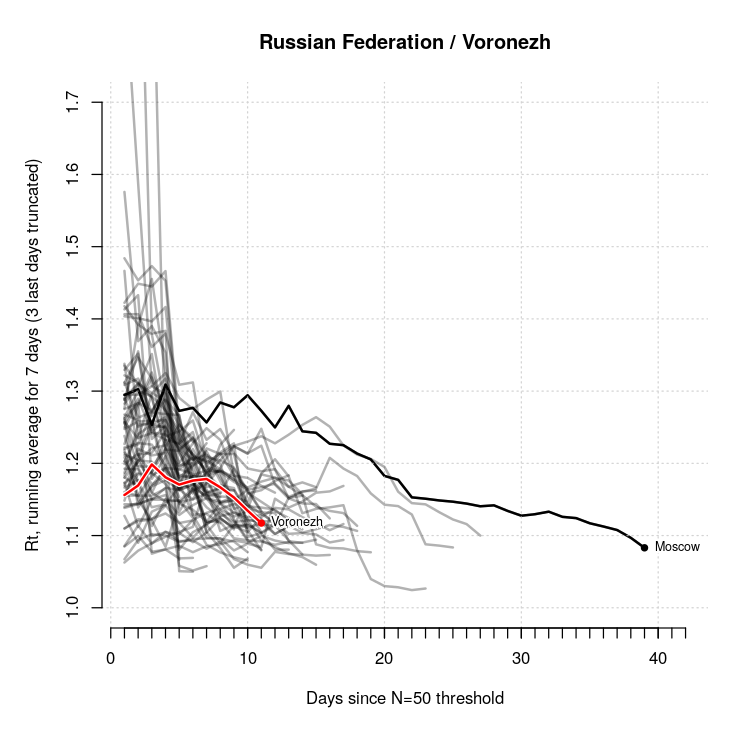 Russian Federation / Voronezh
Rt, running average for 7 days (3 last days truncated)
1.7
1.6
1.5
1.4
1.3
1.2
1.1
1.0
Voronezh
Moscow
0
10
20
30
40
Days since N=50 threshold